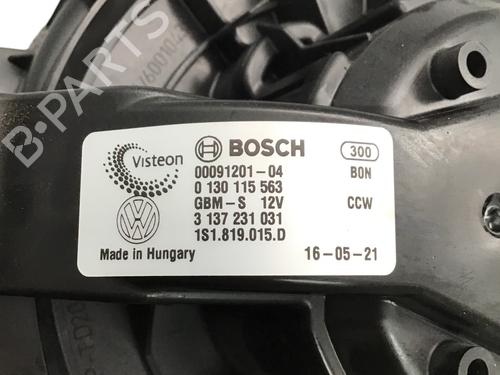 B-PARTS
Visteon
BOSCH
300
00091201-04
BON
0 130 115 563
GBM-S 12V
CCW
3 137 231 031
1S1.819.015.D
Made in Hungary
16-05-21